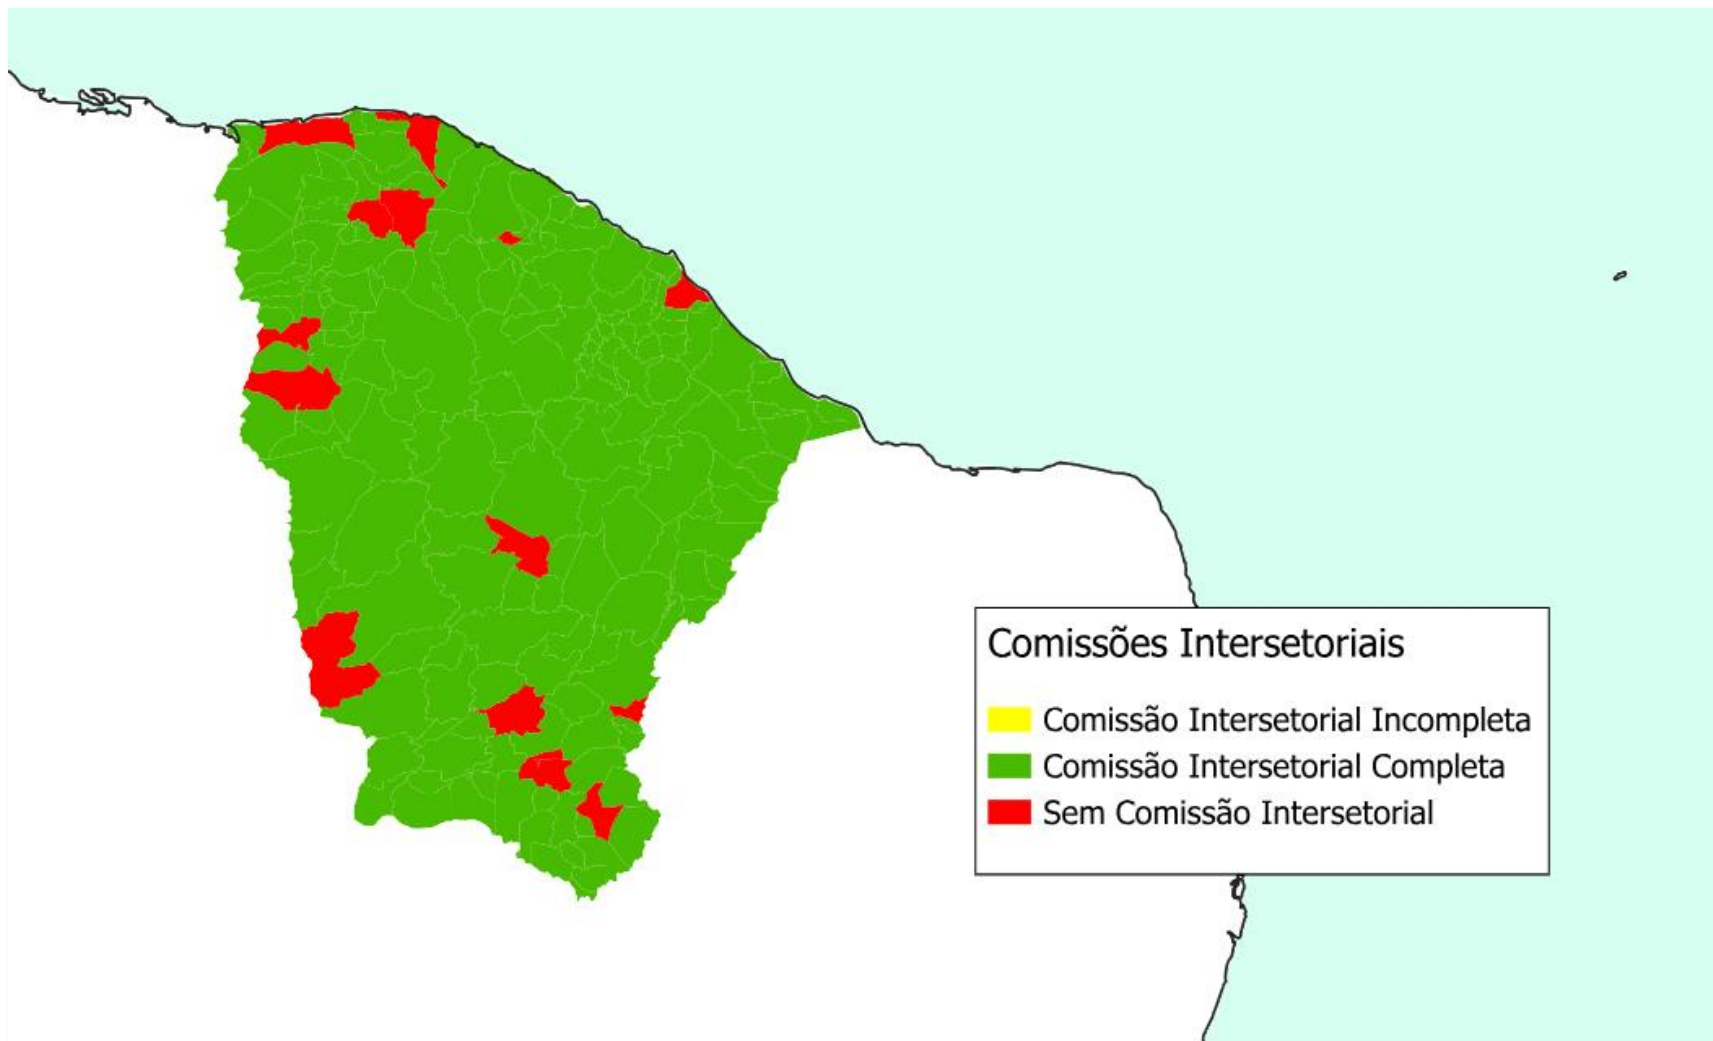 Comissões Intersetoriais
Comissão Intersetorial Incompleta
Comissão Intersetorial Completa
Sem Comissão Intersetorial